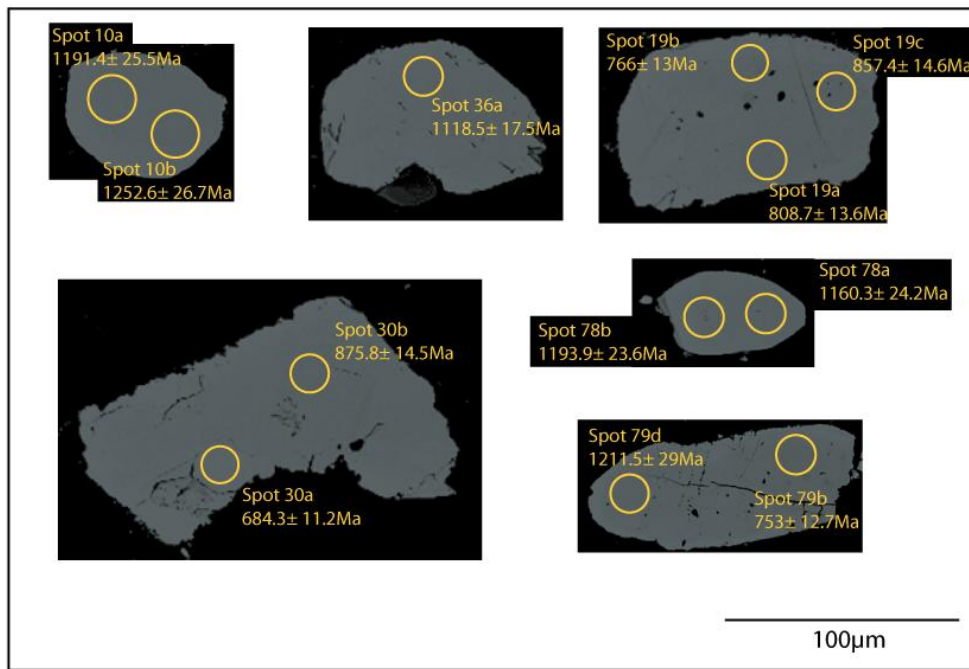 Spot 10a
1191.4± 25.5Ma
Spot 10b
1252.6± 26.7Ma
Spot 36a
1118.5± 17.5Ma
Spot 19b
766± 13Ma
Spot 19c
857.4± 14.6Ma
Spot 19a
808.7± 13.6Ma
Spot 30b
875.8± 14.5Ma
Spot 30a
684.3± 11.2Ma
Spot 78a
1160.3± 24.2Ma
Spot 78b
1193.9± 23.6Ma
Spot 79d
1211.5± 29Ma
Spot 79b
753± 12.7Ma
100µm